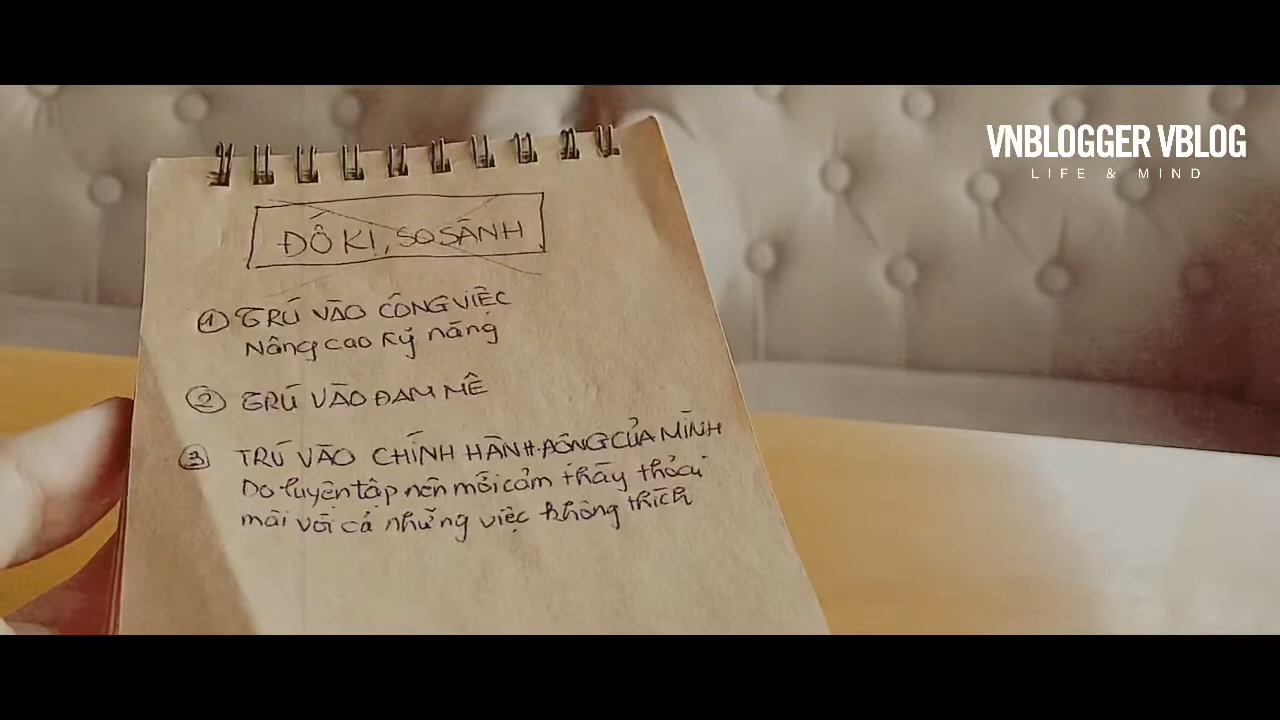 VNBLOGGER VBLOG
LIFE & MIND
ĐỐ KỊ, SO SÁNH
① TRÚ VÀO CÔNG VIỆC
Nâng cao kỹ năng
② TRÚ VÀO ĐAM MÊ
③ TRÚ VÀO CHÍNH HÀNH ĐỘNG CỦA MÌNH
Do luyện tập nên mới cảm thấy thoải
mái với cả những việc không thích